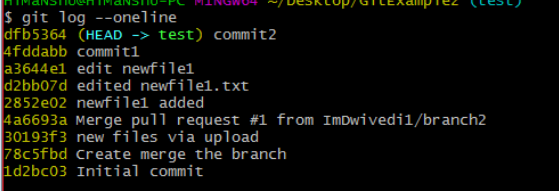 HiMaNshU@HiMaNshU-PC MINGW64 ~/Desktop/GitExample2 (test)
$ git log --oneline
dfb5364 (HEAD -> test) commit2
4fddabb commit1
a3644e1 edit newfile1
d2bb07d edited newfile1.txt
2852e02 newfile1 added
4a6693a Merge pull request #1 from ImDwivedi1/branch2
30193f3 new files via upload
78c5fbd Create merge the branch
1d2bc03 Initial commit